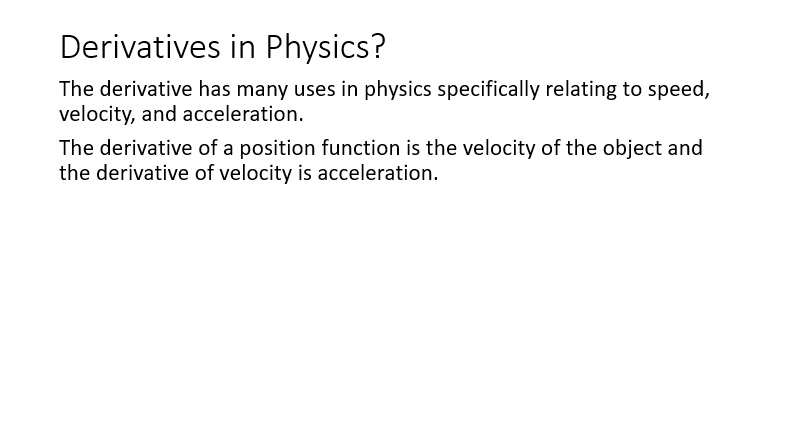 Derivatives in Physics?
The derivative has many uses in physics specifically relating to speed,
velocity, and acceleration.
The derivative of a position function is the velocity of the object and
the derivative of velocity is acceleration.